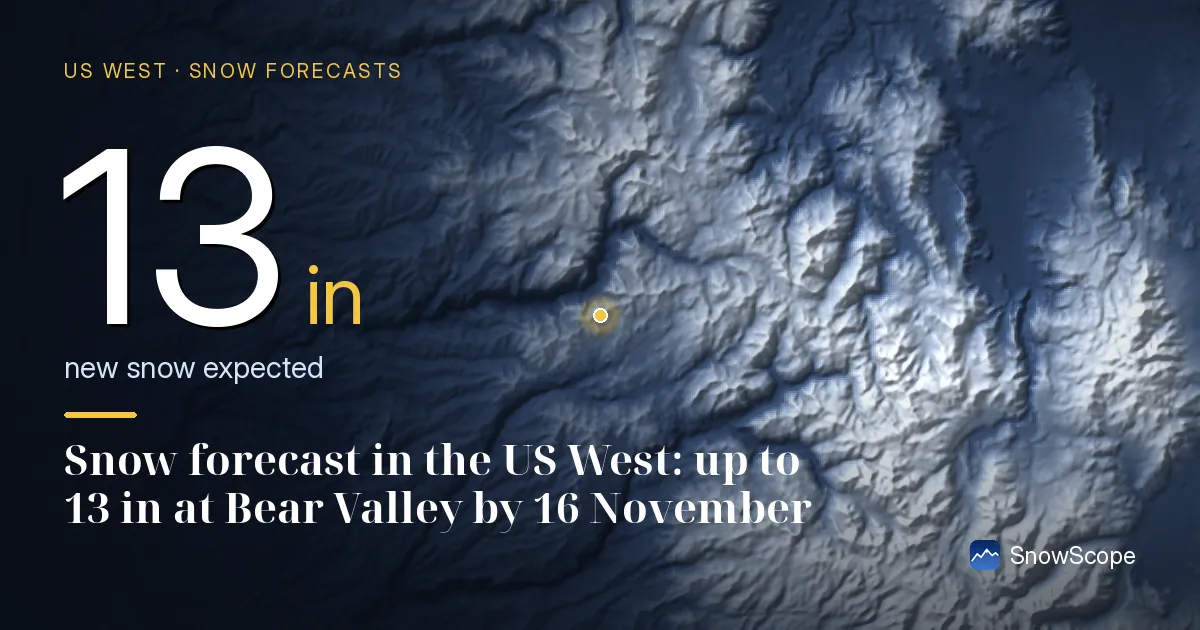 US WEST · SNOW FORECASTS
13 in
new snow expected
Snow forecast in the US West: up to
13 in at Bear Valley by 16 November
SnowScope